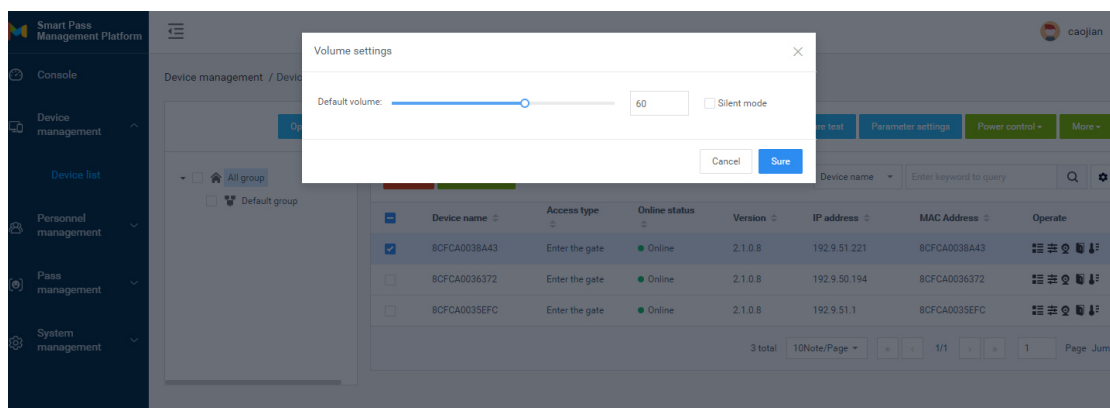 Smart Pass
Management Platform
caojian
Console
Device management / Devic
Volume settings
Default volume:
60
Silent mode
Cancel
Sure
Device
management
Device list
Personnel
management
Pass
management
System
management
Op
re test
Parameter settings
Power control
More
All group
Default group
Device name
Enter keyword to query
Device name
Access type
Online status
Version
IP address
MAC Address
Operate
8CFCA0038A43
Enter the gate
Online
2.1.0.8
192.9.51.221
8CFCA0038A43
8CFCA0036372
Enter the gate
Online
2.1.0.8
192.9.50.194
8CFCA0036372
8CFCA0035EFC
Enter the gate
Online
2.1.0.8
192.9.51.1
8CFCA0035EFC
3 total
10Note/Page
1/1
1
Page Jum